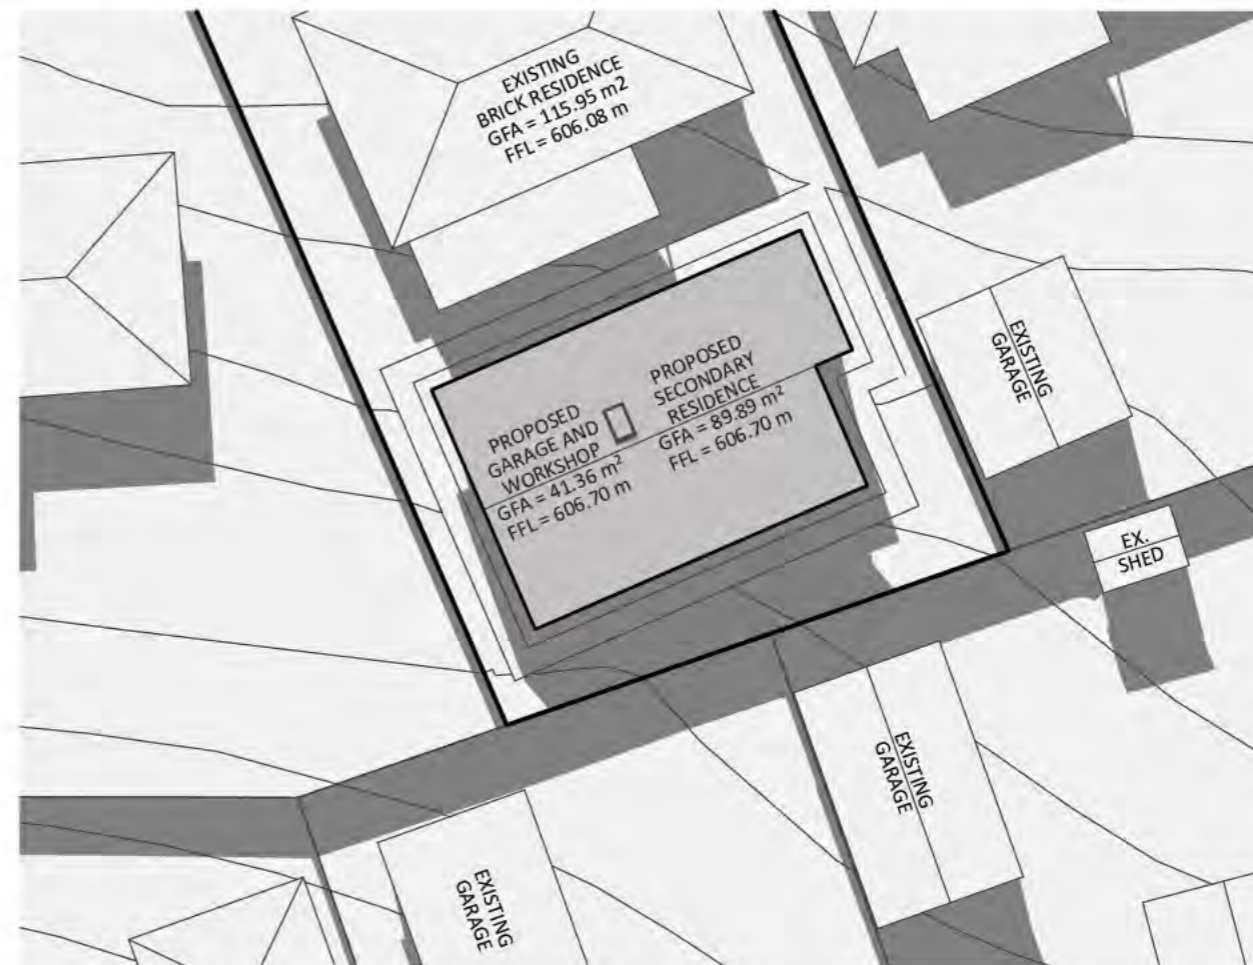 EXISTING
BRICK RESIDENCE
GFA = 115.95 m2
FFL = 606.08 m
PROPOSED
SECONDARY
RESIDENCE
GFA = 89.89 m²
FFL = 606.70 m
PROPOSED
GARAGE AND
WORKSHOP
GFA = 41.36 m²
FFL = 606.70 m
EXISTING
GARAGE
EX.
SHED
EXISTING
GARAGE
EXISTING
GARAGE